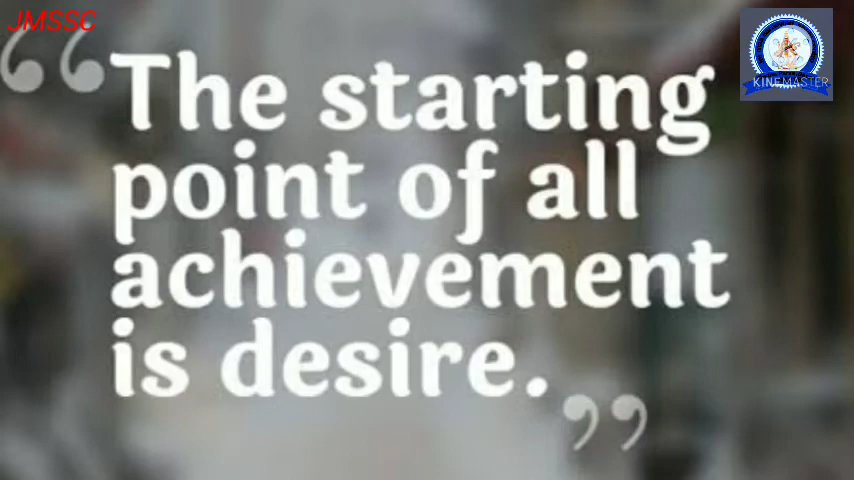 JMSSC
KINEMASTER
“The starting
point of all
achievement
is desire.”